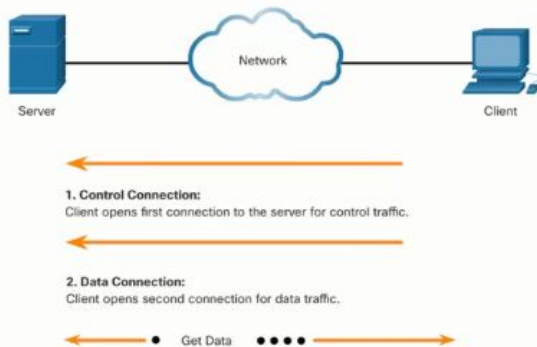 Network
Server
Client
1. Control Connection:
Client opens first connection to the server for control traffic.
2. Data Connection:
Client opens second connection for data traffic.
Get Data